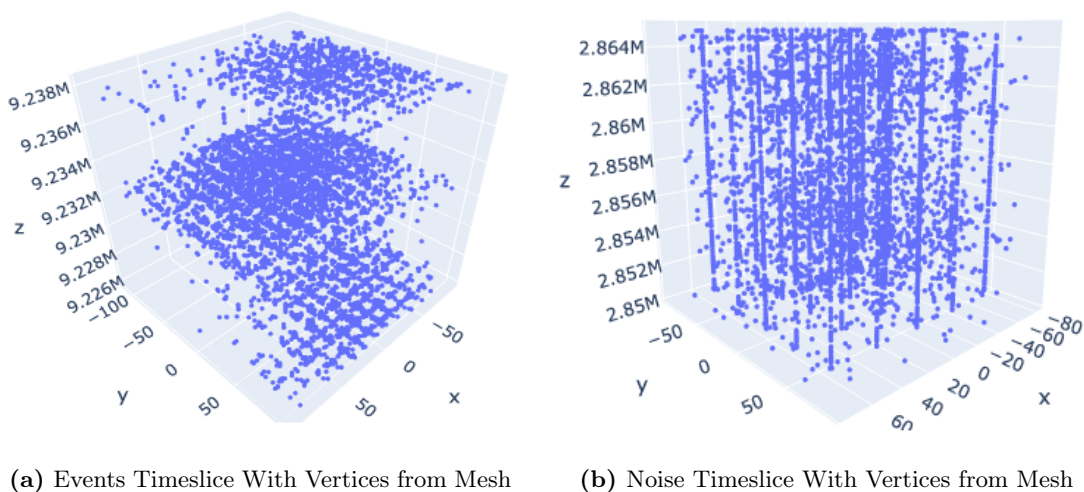 9.238M
9.236M
9.234M
9.232M
9.23M
9.228M
9.226M
z
−100
−50
0
50
y
−50
0
50
x
2.864M
2.862M
2.86M
2.858M
2.856M
2.854M
2.852M
2.85M
z
−50
0
50
y
−80
−60
−40
−20
0
20
40
60
x
(a) Events Timeslice With Vertices from Mesh
(b) Noise Timeslice With Vertices from Mesh